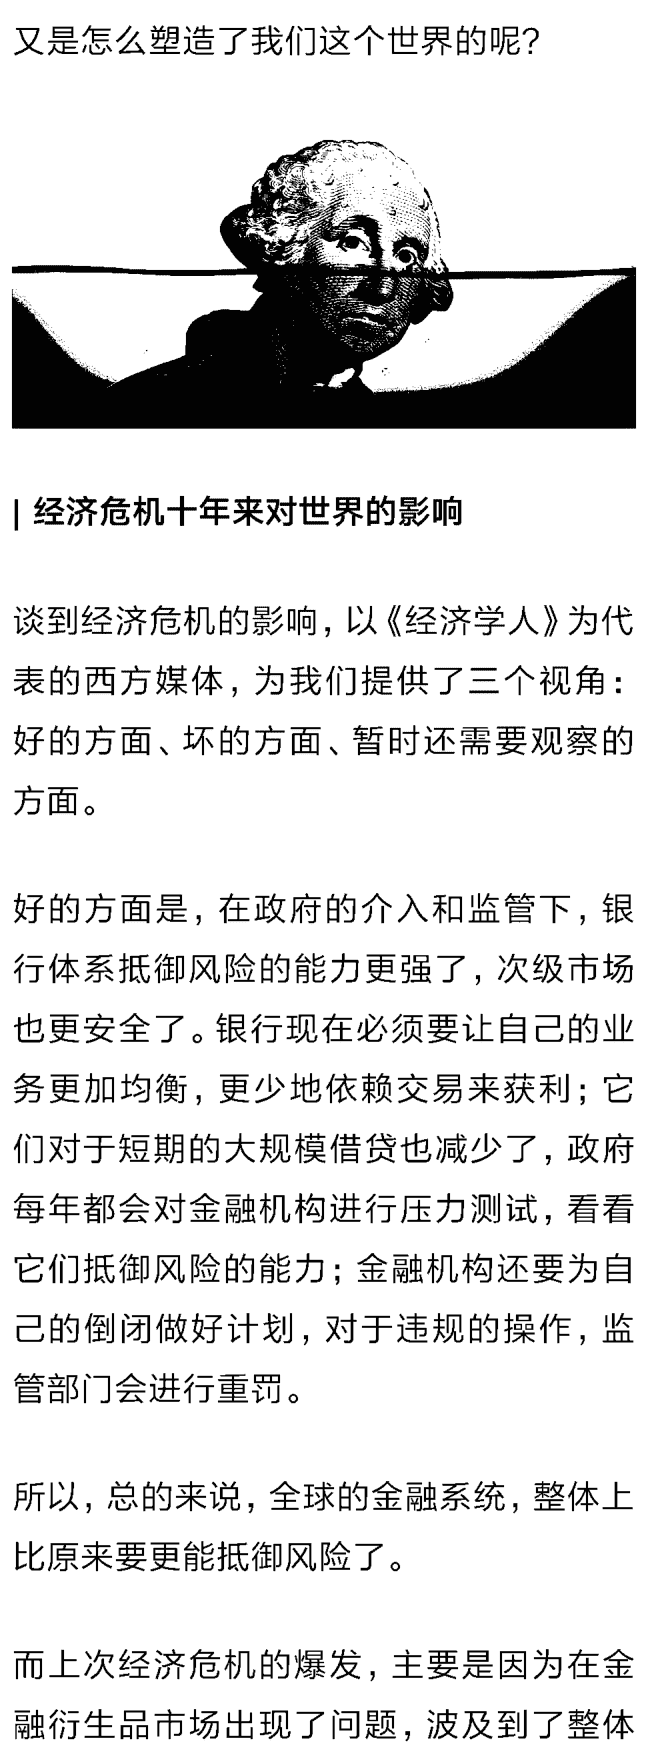 又是怎么塑造了我们这个世界的呢？
| 经济危机十年来对世界的影响
谈到经济危机的影响，以《经济学人》为代
表的西方媒体，为我们提供了三个视角：
好的方面、坏的方面、暂时还需要观察的
方面。
好的方面是，在政府的介入和监管下，银
行体系抵御风险的能力更强了，次级市场
也更安全了。银行现在必须要让自己的业
务更加均衡，更少地依赖交易来获利；它
们对于短期的大规模借贷也减少了，政府
每年都会对金融机构进行压力测试，看看
它们抵御风险的能力；金融机构还要为自
己的倒闭做好计划，对于违规的操作，监
管部门会进行重罚。
所以，总的来说，全球的金融系统，整体上
比原来要更能抵御风险了。
而上次经济危机的爆发，主要是因为在金
融衍生品市场出现了问题，波及到了整体